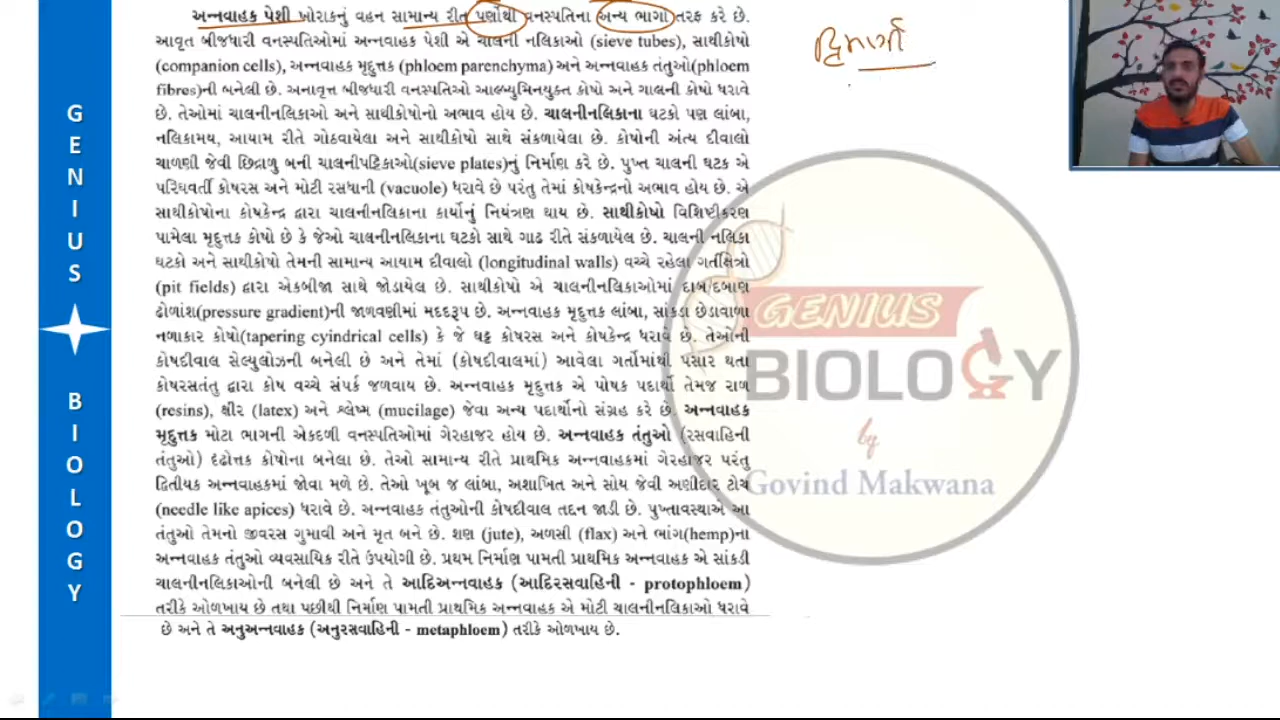 અન્નવાહક પેશી ખોરાકનું વહન સામાન્ય રીતે પર્ણોથી વનસ્પતિના અન્ય ભાગો તરફ કરે છે.
આવૃત બીજધારી વનસ્પતિઓમાં અન્નવાહક પેશી એ ચાલની નલિકાઓ (sieve tubes), સાથીકોષો
(companion cells), અન્નવાહક મૃદુત્તક (phloem parenchyma) અને અન્નવાહક તંતુઓ(phloem
fibres)ની બનેલી છે. અનાવૃત્ત બીજધારી વનસ્પતિઓ આલ્બ્યુમિનયુક્ત કોષો અને ગાલની કોષો ધરાવે
છે. તેઓમાં ચાલનીનલિકાઓ અને સાથીકોષોનો અભાવ હોય છે. ચાલનીનલિકાના ઘટકો પણ લાંબા,
નલિકામય, આયામ રીતે ગોઠવાયેલા અને સાથીકોષો સાથે સંકળાયેલા છે. કોષોની અંત્ય દીવાલો
ચાળણી જેવી છિદ્રાળુ બની ચાલનીપટ્ટિકાઓ(sieve plates)નું નિર્માણ કરે છે. પુખ્ત ચાલની ઘટક એ
પરિઘવર્તી કોષરસ અને મોટી રસધાની (vacuole) ધરાવે છે પરંતુ તેમાં કોષકેન્દ્રનો અભાવ હોય છે. એ
સાથીકોષોના કોષકેન્દ્ર દ્વારા ચાલનીનલિકાના કાર્યોનું નિયંત્રણ થાય છે. સાથીકોષો વિશિષ્ટીકરણ
પામેલા મૃદુત્તક કોષો છે કે જેઓ ચાલનીનલિકાના ઘટકો સાથે ગાઢ રીતે સંકળાયેલ છે. ચાલની નલિકા
ઘટકો અને સાથીકોષો તેમની સામાન્ય આયામ દીવાલો (longitudinal walls) વચ્ચે રહેલા ગર્તક્ષેત્રો
(pit fields) દ્વારા એકબીજા સાથે જોડાયેલ છે. સાથીકોષો એ ચાલનીનલિકાઓમાં દાબ/દબાણ
ઢોળાંશ(pressure gradient)ની જાળવણીમાં મદદરૂપ છે. અન્નવાહક મૃદુત્તક લાંબા, સાંકડા છેડાવાળા
નળાકાર કોષો(tapering cyindrical cells) કે જે ઘટ્ટ કોષરસ અને કોષકેન્દ્ર ધરાવે છે. તેઓની
કોષદીવાલ સેલ્યુલોઝની બનેલી છે અને તેમાં (કોષદીવાલમાં) આવેલા ગર્તોમાંથી પસાર થતા
કોષરસતંતુ દ્વારા કોષ વચ્ચે સંપર્ક જળવાય છે. અન્નવાહક મૃદુત્તક એ પોષક પદાર્થો તેમજ રાળ
(resins), ક્ષીર (latex) અને શ્લેષ્મ (mucilage) જેવા અન્ય પદાર્થોનો સંગ્રહ કરે છે. અન્નવાહક
મૃદુત્તક મોટા ભાગની એકદળી વનસ્પતિઓમાં ગેરહાજર હોય છે. અન્નવાહક તંતુઓ (રસવાહિની
તંતુઓ) દૃઢોત્તક કોષોના બનેલા છે. તેઓ સામાન્ય રીતે પ્રાથમિક અન્નવાહકમાં ગેરહાજર પરંતુ
દ્વિતીયક અન્નવાહકમાં જોવા મળે છે. તેઓ ખૂબ જ લાંબા, અશાખિત અને સોય જેવી અણીદાર ટોચ
(needle like apices) ધરાવે છે. અન્નવાહક તંતુઓની કોષદીવાલ તદન જાડી છે. પુખ્તાવસ્થાએ આ
તંતુઓ તેમનો જીવરસ ગુમાવી અને મૃત બને છે. શણ (jute), અળસી (flax) અને ભાંગ(hemp)ના
અન્નવાહક તંતુઓ વ્યવસાયિક રીતે ઉપયોગી છે. પ્રથમ નિર્માણ પામતી પ્રાથમિક અન્નવાહક એ સાંકડી
ચાલનીનલિકાઓની બનેલી છે અને તે આદિઅન્નવાહક (આદિરસવાહિની - protophloem)
તરીકે ઓળખાય છે તથા પછીથી નિર્માણ પામતી પ્રાથમિક અન્નવાહક એ મોટી ચાલનીનલિકાઓ ધરાવે
છે અને તે અનુઅન્નવાહક (અનુરસવાહિની - metaphloem) તરીકે ઓળખાય છે.
દ્વિમાર્ગી
GENIUS
BIOLOGY
GENIUS
BIOLOGY
by
Govind Makwana